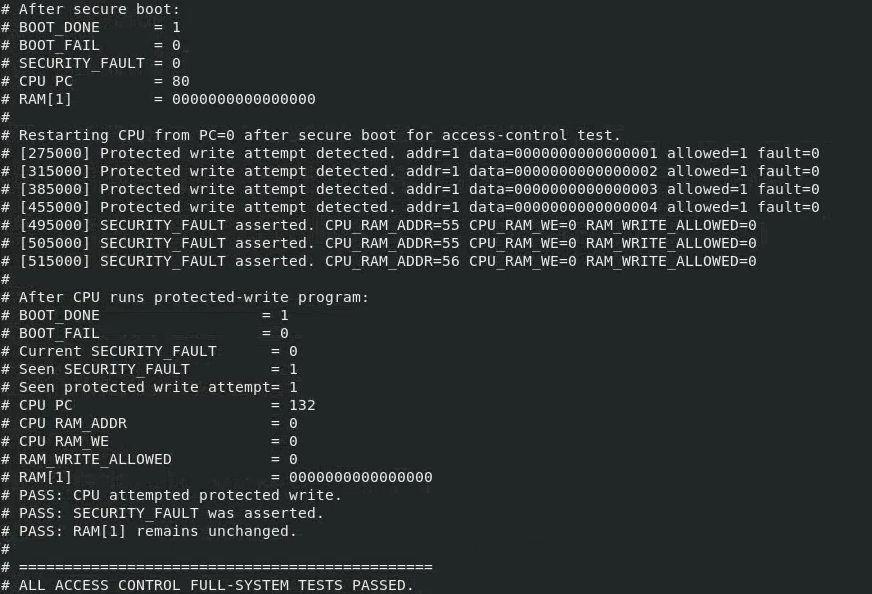 # After secure boot:
# BOOT_DONE      = 1
# BOOT_FAIL      = 0
# SECURITY_FAULT = 0
# CPU PC         = 80
# RAM[1]         = 0000000000000000
#
# Restarting CPU from PC=0 after secure boot for access-control test.
# [275000] Protected write attempt detected. addr=1 data=0000000000000001 allowed=1 fault=0
# [315000] Protected write attempt detected. addr=1 data=0000000000000002 allowed=1 fault=0
# [385000] Protected write attempt detected. addr=1 data=0000000000000003 allowed=1 fault=0
# [455000] Protected write attempt detected. addr=1 data=0000000000000004 allowed=1 fault=0
# [495000] SECURITY_FAULT asserted. CPU_RAM_ADDR=55 CPU_RAM_WE=0 RAM_WRITE_ALLOWED=0
# [505000] SECURITY_FAULT asserted. CPU_RAM_ADDR=55 CPU_RAM_WE=0 RAM_WRITE_ALLOWED=0
# [515000] SECURITY_FAULT asserted. CPU_RAM_ADDR=56 CPU_RAM_WE=0 RAM_WRITE_ALLOWED=0
#
# After CPU runs protected-write program:
# BOOT_DONE                  = 1
# BOOT_FAIL                  = 0
# Current SECURITY_FAULT      = 0
# Seen SECURITY_FAULT         = 1
# Seen protected write attempt= 1
# CPU PC                      = 132
# CPU RAM_ADDR                = 0
# CPU RAM_WE                  = 0
# RAM_WRITE_ALLOWED           = 0
# RAM[1]                      = 0000000000000000
# PASS: CPU attempted protected write.
# PASS: SECURITY_FAULT was asserted.
# PASS: RAM[1] remains unchanged.
#
# ==============================================
# ALL ACCESS CONTROL FULL-SYSTEM TESTS PASSED.